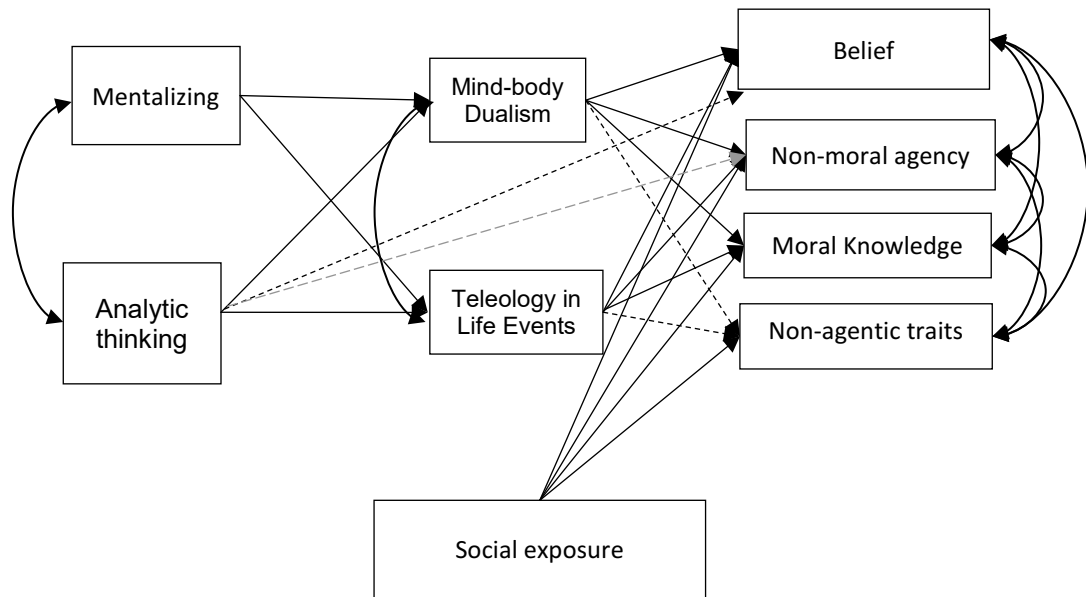 Mentalizing
Analytic
thinking
Mind-body
Dualism
Teleology in
Life Events
Belief
Non-moral agency
Moral Knowledge
Non-agentic traits
Social exposure